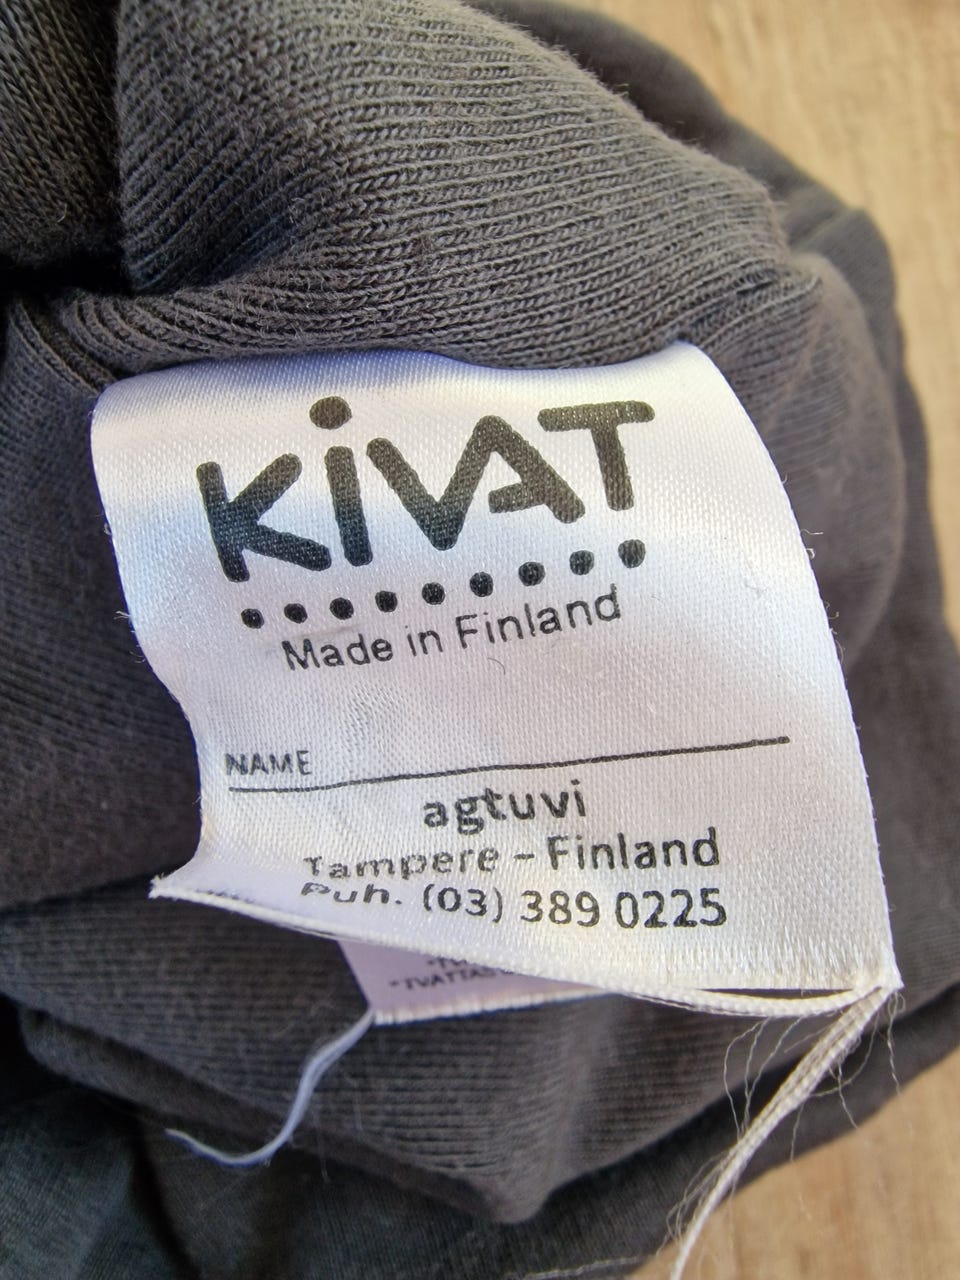 KiVAT
Made in Finland
NAME
agtuvi
Tampere – Finland
Puh. (03) 389 0225